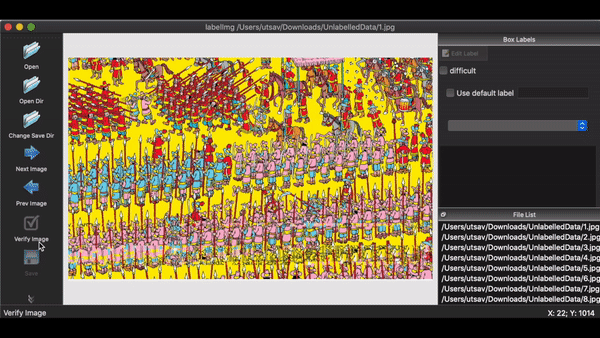 labelImg /Users/utsav/Downloads/UnlabelledData/1.jpg
Open
Open Dir
Change Save Dir
Next Image
Prev Image
Verify Image
Save
Box Labels
Edit Label
difficult
Use default label
File List
/Users/utsav/Downloads/UnlabelledData/1.jpg
/Users/utsav/Downloads/UnlabelledData/2.jpg
/Users/utsav/Downloads/UnlabelledData/3.jpg
/Users/utsav/Downloads/UnlabelledData/4.jpg
/Users/utsav/Downloads/UnlabelledData/5.jpg
/Users/utsav/Downloads/UnlabelledData/6.jpg
/Users/utsav/Downloads/UnlabelledData/7.jpg
/Users/utsav/Downloads/UnlabelledData/8.jpg
Verify Image
X: 22; Y: 1014